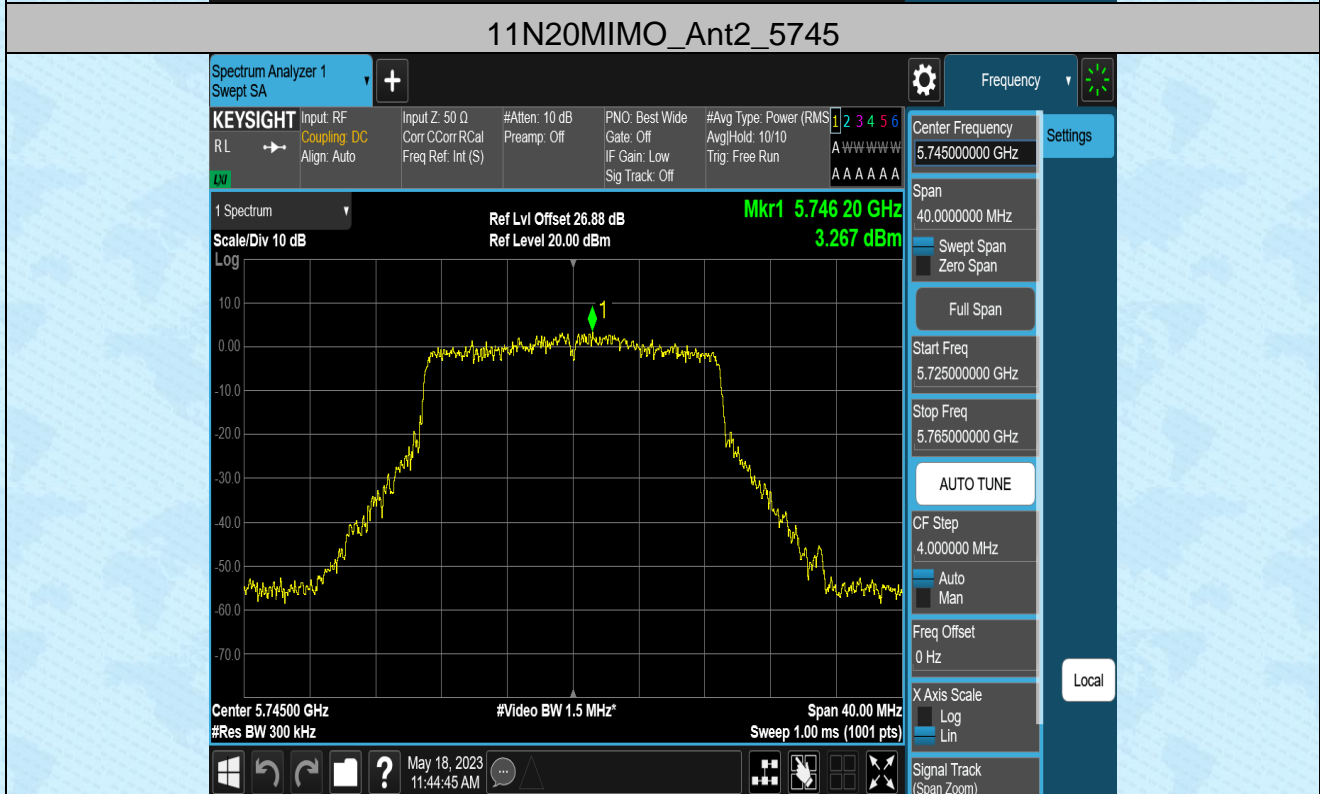 11N20MIMO_Ant2_5745
Spectrum Analyzer 1
Swept SA
+
Frequency
KEYSIGHT
RL
LXI
Input: RF
Coupling: DC
Align: Auto
Input Z: 50 Ω
Corr CCorr RCal
Freq Ref: Int (S)
#Atten: 10 dB
Preamp: Off
PNO: Best Wide
Gate: Off
IF Gain: Low
Sig Track: Off
#Avg Type: Power (RMS
Avg|Hold: 10/10
Trig: Free Run
1 2 3 4 5 6
A W W W W W
A A A A A A
1 Spectrum
Scale/Div 10 dB
Log
Ref Lvl Offset 26.88 dB
Ref Level 20.00 dBm
Mkr1 5.746 20 GHz
3.267 dBm
1
10.0
0.00
-10.0
-20.0
-30.0
-40.0
-50.0
-60.0
-70.0
Center 5.74500 GHz
#Res BW 300 kHz
#Video BW 1.5 MHz*
Span 40.00 MHz
Sweep 1.00 ms (1001 pts)
Center Frequency
5.745000000 GHz
Settings
Span
40.0000000 MHz
Swept Span
Zero Span
Full Span
Start Freq
5.725000000 GHz
Stop Freq
5.765000000 GHz
AUTO TUNE
CF Step
4.000000 MHz
Auto
Man
Freq Offset
0 Hz
X Axis Scale
Log
Lin
Local
Signal Track
(Span Zoom)
?
May 18, 2023
11:44:45 AM